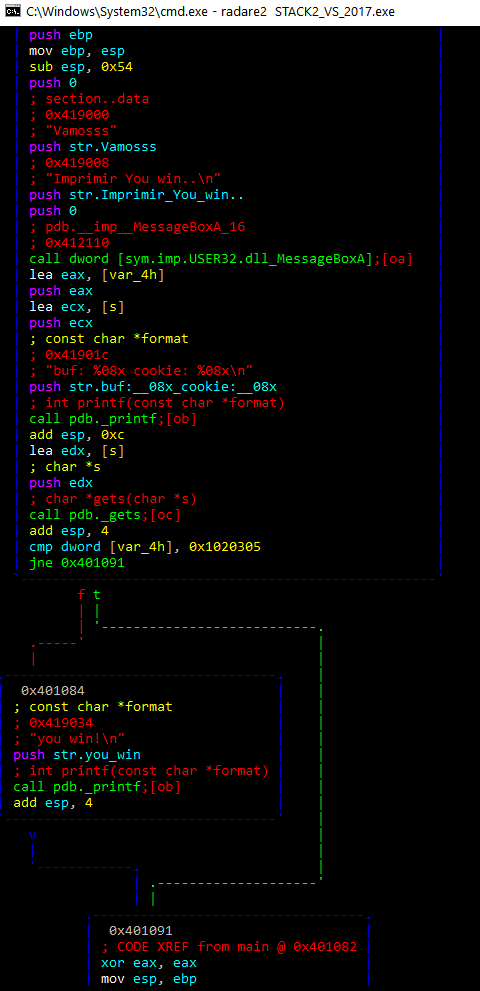 C:\Windows\System32\cmd.exe - radare2 STACK2_VS_2017.exe
push ebp
mov ebp, esp
sub esp, 0x54
push 0
; section..data
; 0x419000
; "Vamosss"
push str.Vamosss
; 0x419008
; "Imprimir You win..\n"
push str.Imprimir_You_win..
push 0
; pdb.__imp__MessageBoxA_16
; 0x412110
call dword [sym.imp.USER32.dll_MessageBoxA];[oa]
lea eax, [var_4h]
push eax
lea ecx, [s]
push ecx
; const char *format
; 0x41901c
; "buf: %08x cookie: %08x\n"
push str.buf:__08x_cookie:__08x
; int printf(const char *format)
call pdb._printf;[ob]
add esp, 0xc
lea edx, [s]
; char *s
push edx
; char *gets(char *s)
call pdb._gets;[oc]
add esp, 4
cmp dword [var_4h], 0x1020305
jne 0x401091
f t
0x401084
; const char *format
; 0x419034
; "you win!\n"
push str.you_win
; int printf(const char *format)
call pdb._printf;[ob]
add esp, 4
v
0x401091
; CODE XREF from main @ 0x401082
xor eax, eax
mov esp, ebp